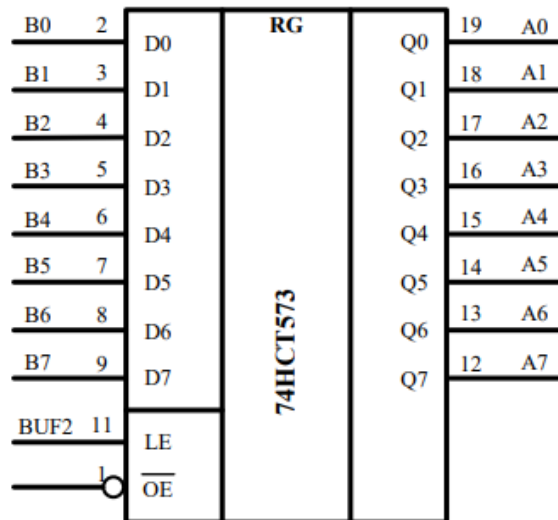 RG
B0 2 D0 Q0 19 A0
B1 3 D1 Q1 18 A1
B2 4 D2 Q2 17 A2
B3 5 D3 Q3 16 A3
B4 6 D4 Q4 15 A4
B5 7 D5 Q5 14 A5
B6 8 D6 Q6 13 A6
B7 9 D7 Q7 12 A7
74HCT573
BUF2 11 LE
1 OE